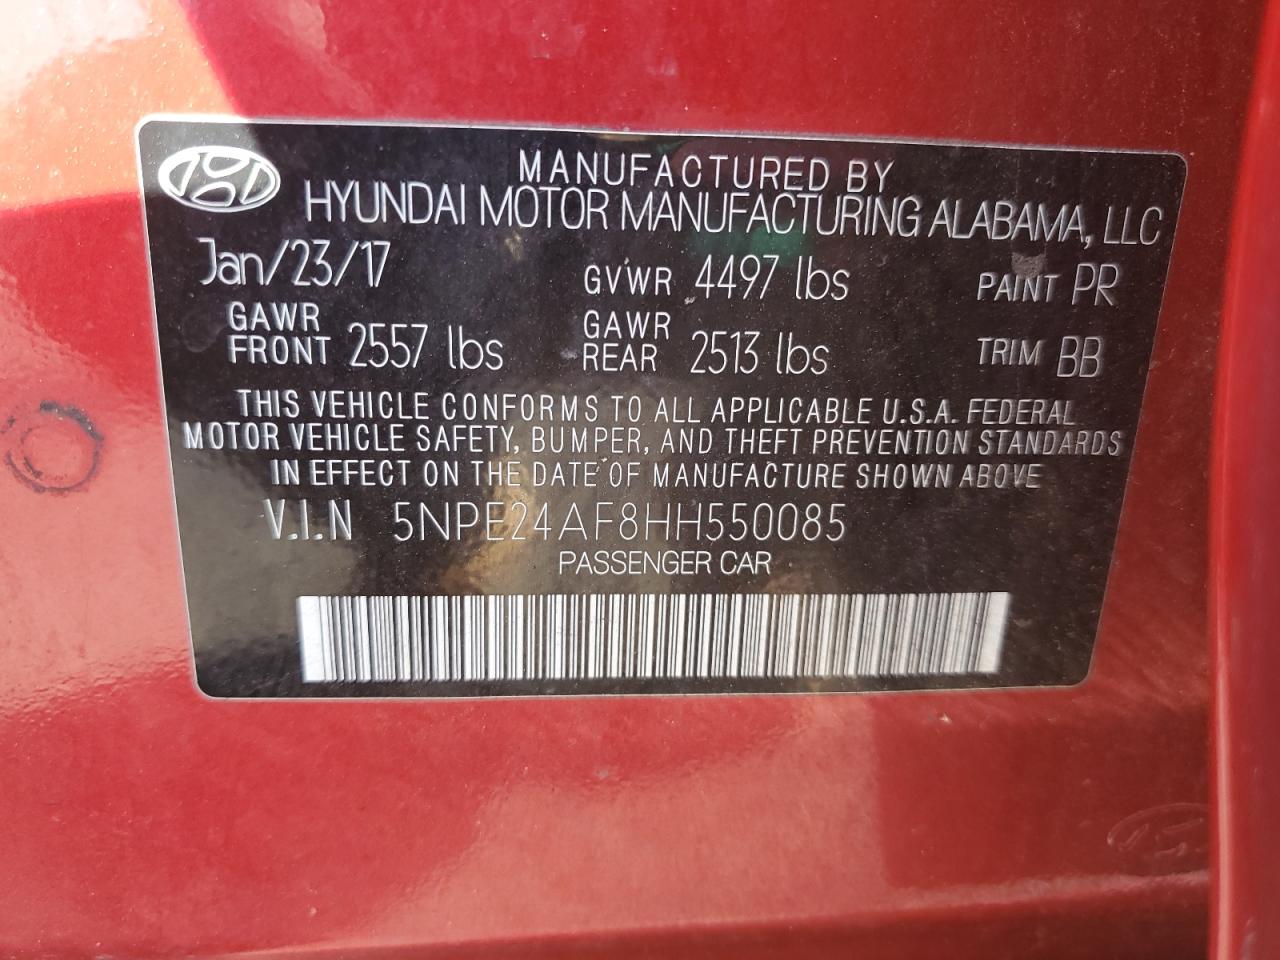 MANUFACTURED BY
HYUNDAI MOTOR MANUFACTURING ALABAMA, LLC
Jan/23/17 GVWR 4497 lbs PAINT PR
GAWR FRONT 2557 lbs GAWR REAR 2513 lbs TRIM BB
THIS VEHICLE CONFORMS TO ALL APPLICABLE U.S.A. FEDERAL
MOTOR VEHICLE SAFETY, BUMPER, AND THEFT PREVENTION STANDARDS
IN EFFECT ON THE DATE OF MANUFACTURE SHOWN ABOVE
V.I.N 5NPE24AF8HH550085
PASSENGER CAR